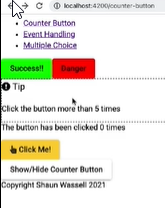 localhost:4200/counter-button
Counter Button
Event Handling
Multiple Choice
Success!! Danger
Tip
Click the button more than 5 times
The button has been clicked 0 times
Click Me!
Show/Hide Counter Button
Copyright Shaun Wassell 2021